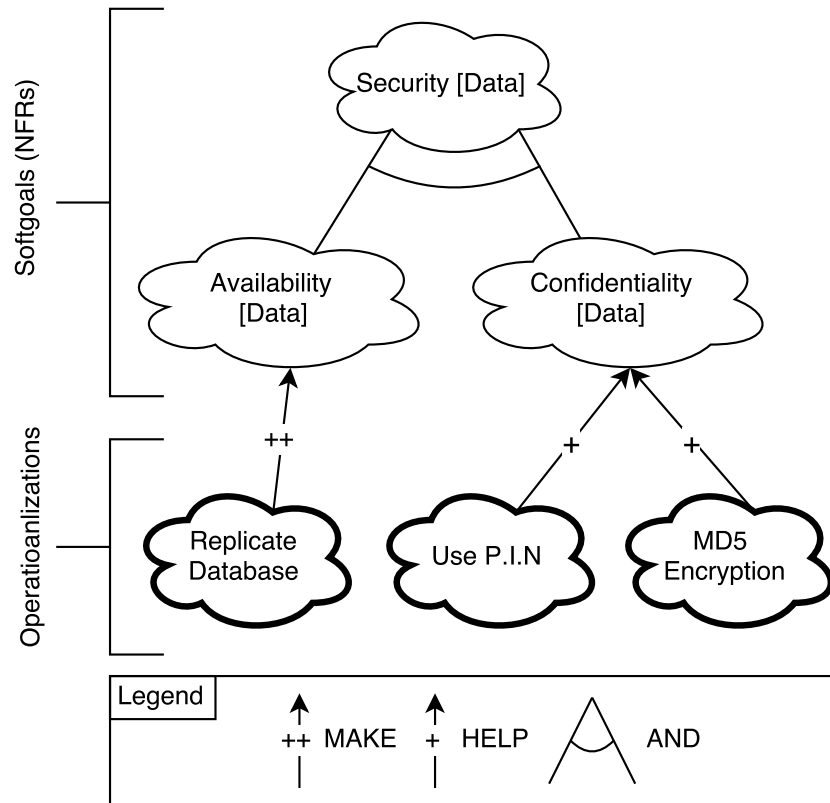 Softgoals (NFRs)
Security [Data]
Availability
[Data]
Confidentiality
[Data]
++
+
+
Operatioanlizations
Replicate
Database
Use P.I.N
MD5
Encryption
Legend
++ MAKE
+ HELP
AND